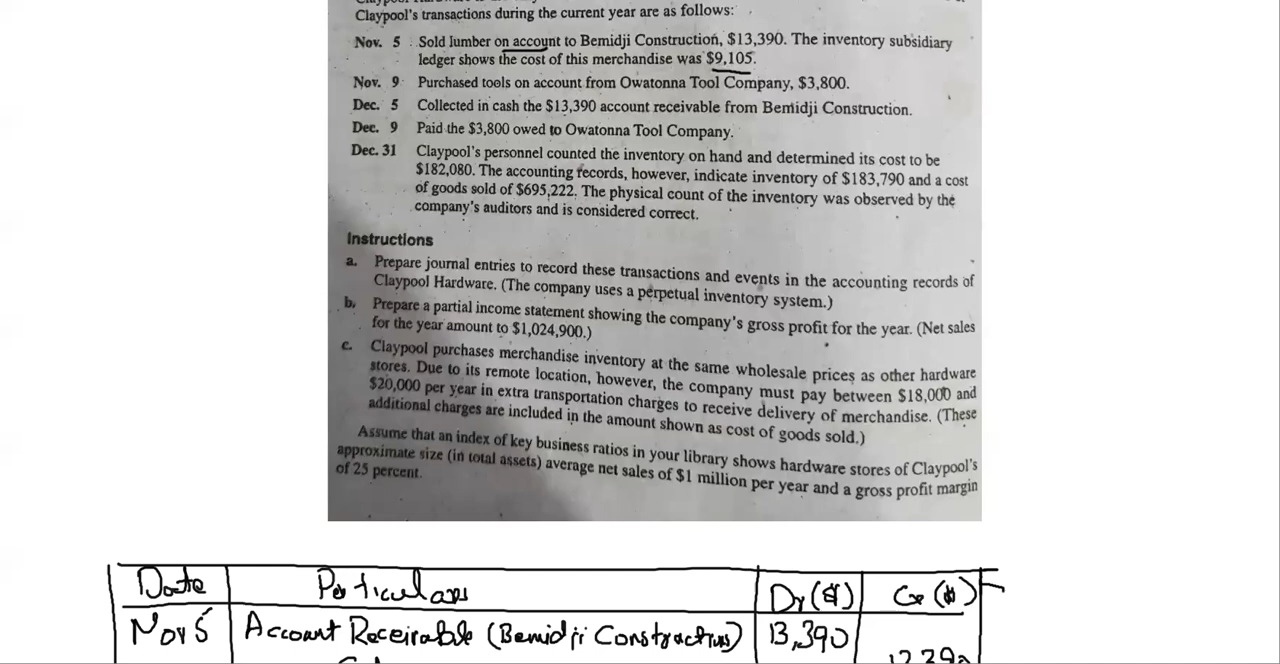 Claypool's transactions during the current year are as follows:
Nov. 5 Sold lumber on account to Bemidji Construction, $13,390. The inventory subsidiary
ledger shows the cost of this merchandise was $9,105.
Nov. 9 Purchased tools on account from Owatonna Tool Company, $3,800.
Dec. 5 Collected in cash the $13,390 account receivable from Bemidji Construction.
Dec. 9 Paid the $3,800 owed to Owatonna Tool Company.
Dec. 31 Claypool's personnel counted the inventory on hand and determined its cost to be
$182,080. The accounting records, however, indicate inventory of $183,790 and a cost
of goods sold of $695,222. The physical count of the inventory was observed by the
company's auditors and is considered correct.
Instructions
a. Prepare journal entries to record these transactions and events in the accounting records of
Claypool Hardware. (The company uses a perpetual inventory system.)
b. Prepare a partial income statement showing the company's gross profit for the year. (Net sales
for the year amount to $1,024,900.)
c. Claypool purchases merchandise inventory at the same wholesale prices as other hardware
stores. Due to its remote location, however, the company must pay between $18,000 and
$20,000 per year in extra transportation charges to receive delivery of merchandise. (These
additional charges are included in the amount shown as cost of goods sold.)
Assume that an index of key business ratios in your library shows hardware stores of Claypool's
approximate size (in total assets) average net sales of $1 million per year and a gross profit margin
of 25 percent.
Date Particulars Dr ($) Cr ($)
Nov 5 Account Receivable (Bemidji Construction) 13,390